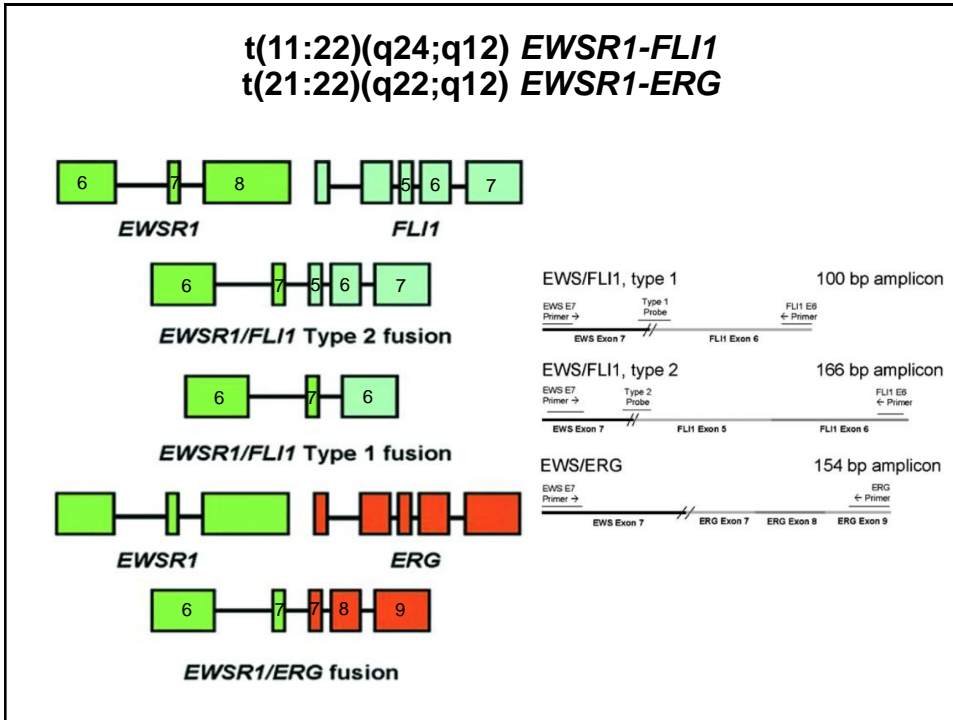 t(11:22)(q24;q12) EWSR1-FLI1
t(21:22)(q22;q12) EWSR1-ERG
6 7 8 5 6 7
EWSR1 FLI1
6 7 5 6 7
EWSR1/FLI1 Type 2 fusion
6 7 6
EWSR1/FLI1 Type 1 fusion
EWSR1 ERG
6 7 7 8 9
EWSR1/ERG fusion
EWS/FLI1, type 1 100 bp amplicon
EWS E7
Primer →
Type 1
Probe
FLI1 E6
← Primer
EWS Exon 7 FLI1 Exon 6
EWS/FLI1, type 2 166 bp amplicon
EWS E7
Primer →
Type 2
Probe
FLI1 E6
← Primer
EWS Exon 7 FLI1 Exon 5 FLI1 Exon 6
EWS/ERG 154 bp amplicon
EWS E7
Primer →
ERG
← Primer
EWS Exon 7 ERG Exon 7 ERG Exon 8 ERG Exon 9